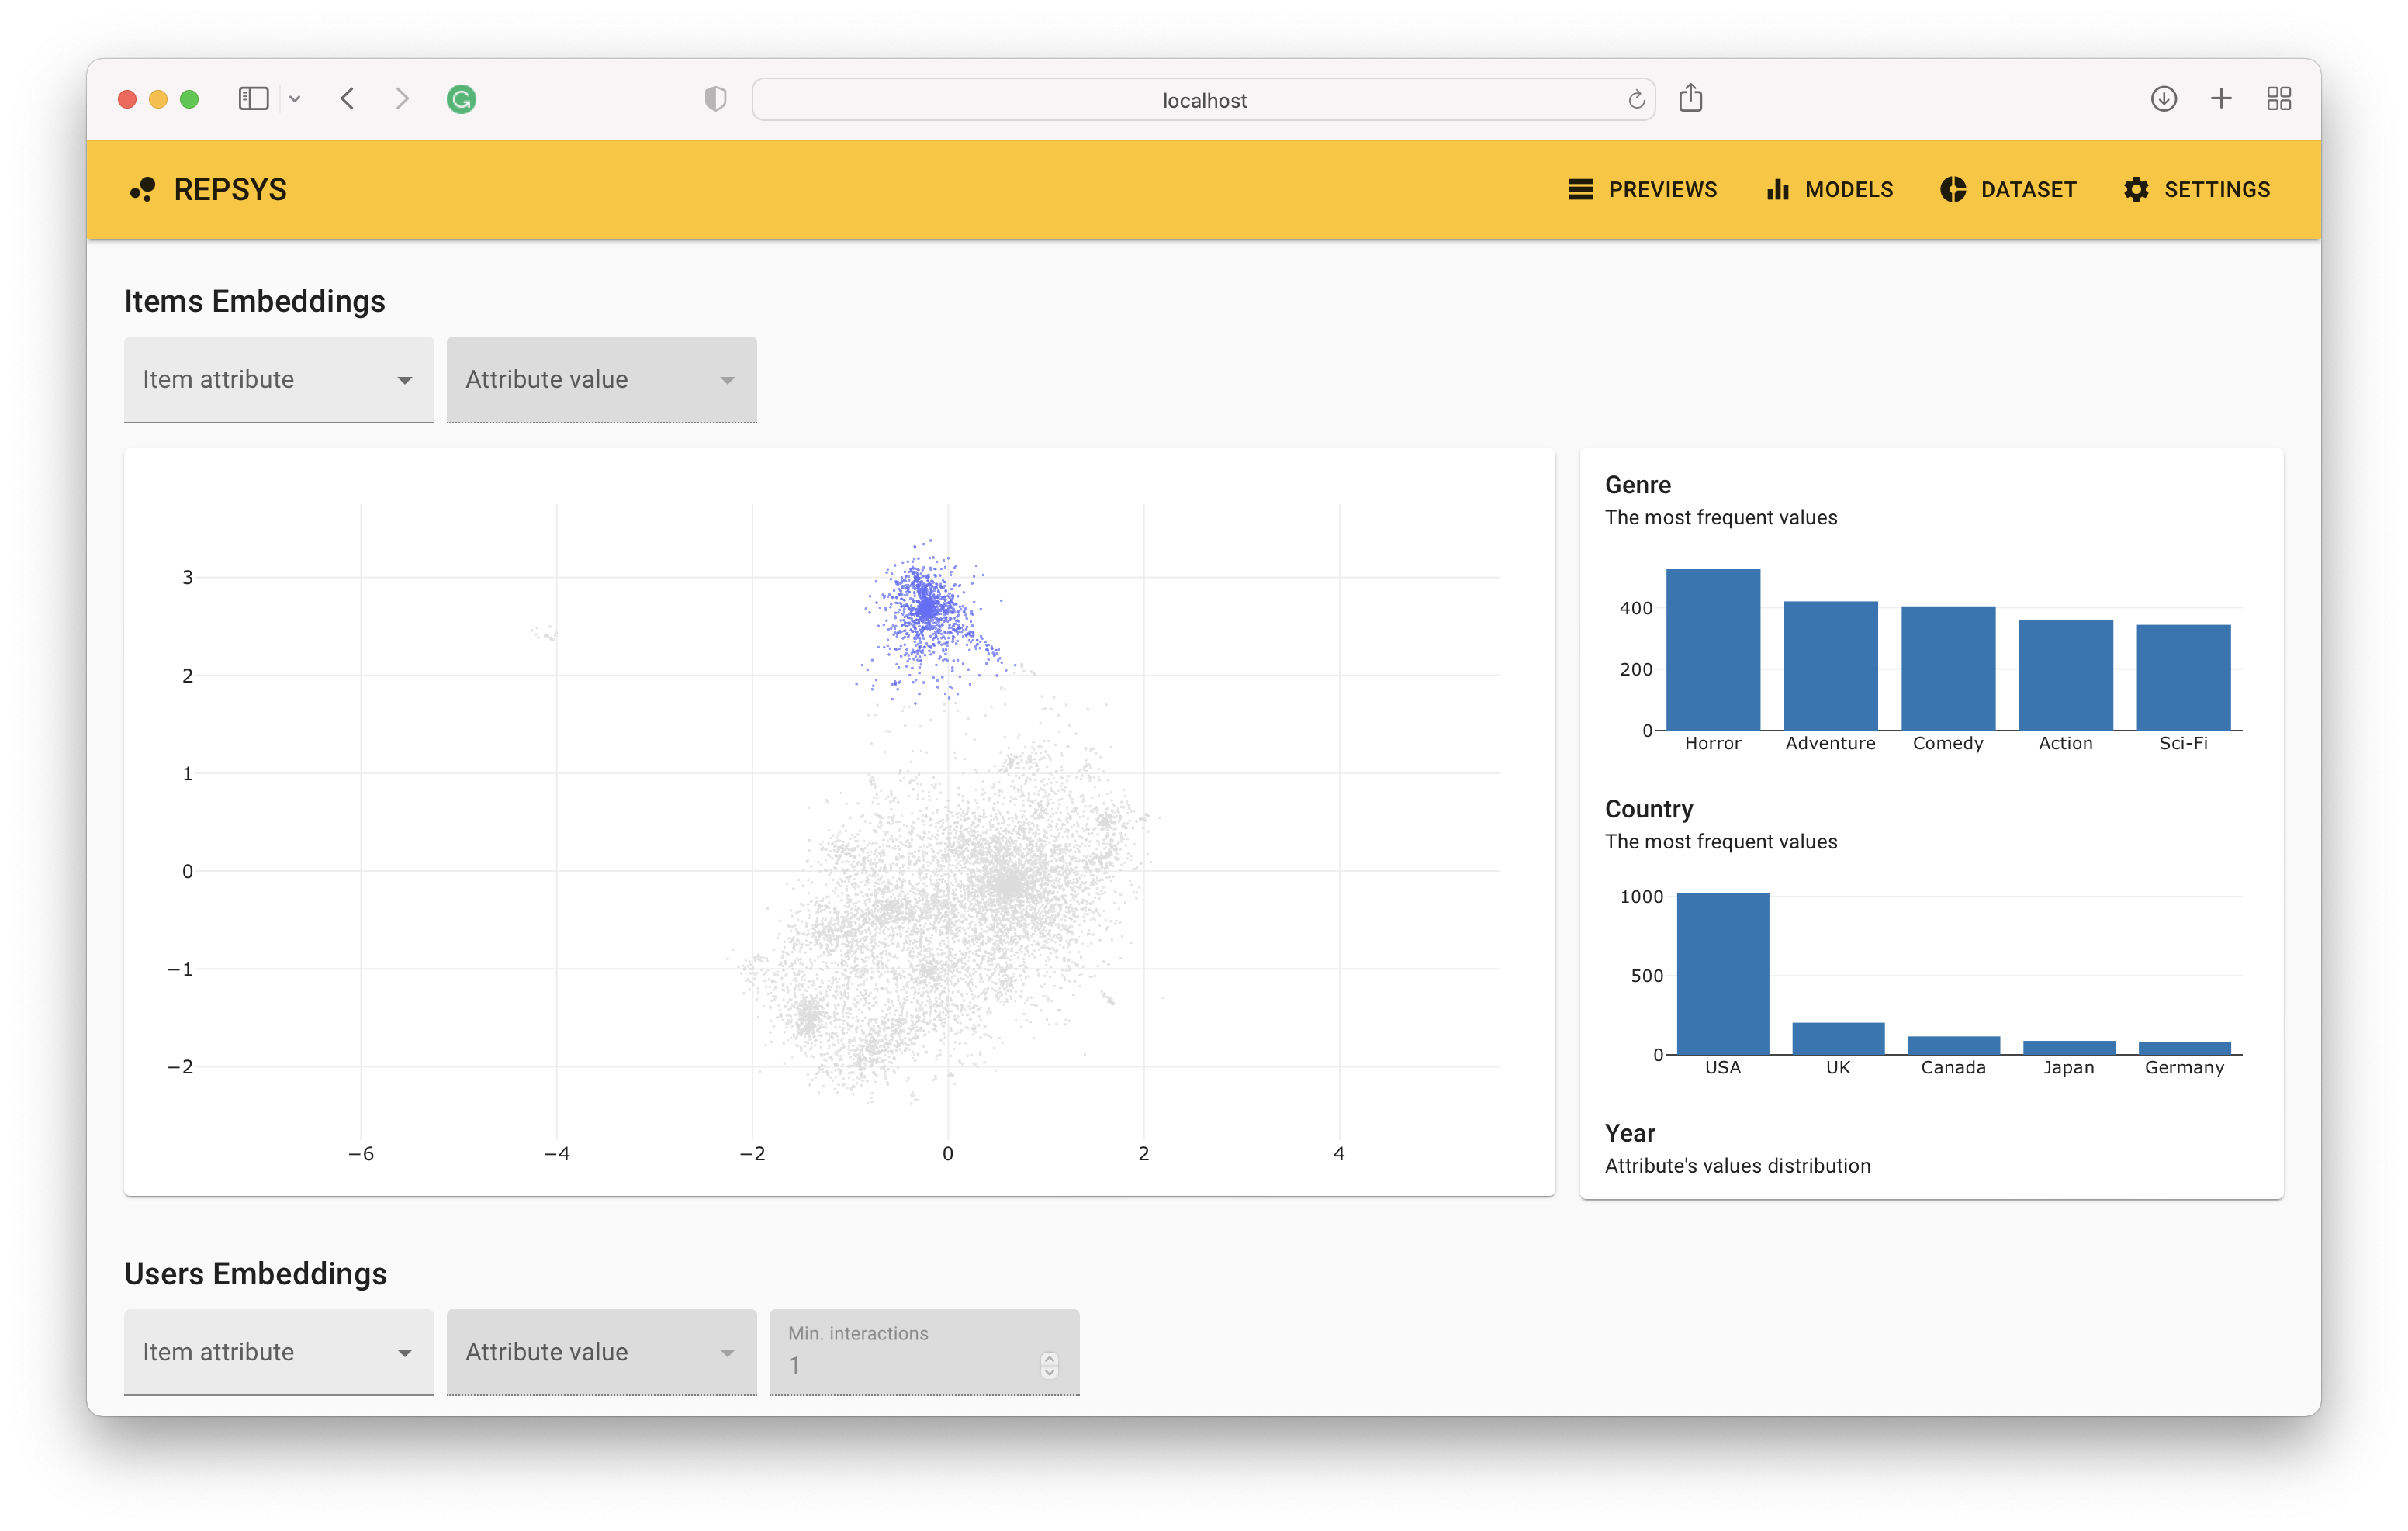 localhost
REPSYS
PREVIEWS
MODELS
DATASET
SETTINGS
Items Embeddings
Item attribute
Attribute value
3
2
1
0
−1
−2
−6
−4
−2
0
2
4
Genre
The most frequent values
400
200
0
Horror
Adventure
Comedy
Action
Sci-Fi
Country
The most frequent values
1000
500
0
USA
UK
Canada
Japan
Germany
Year
Attribute's values distribution
Users Embeddings
Item attribute
Attribute value
Min. interactions
1